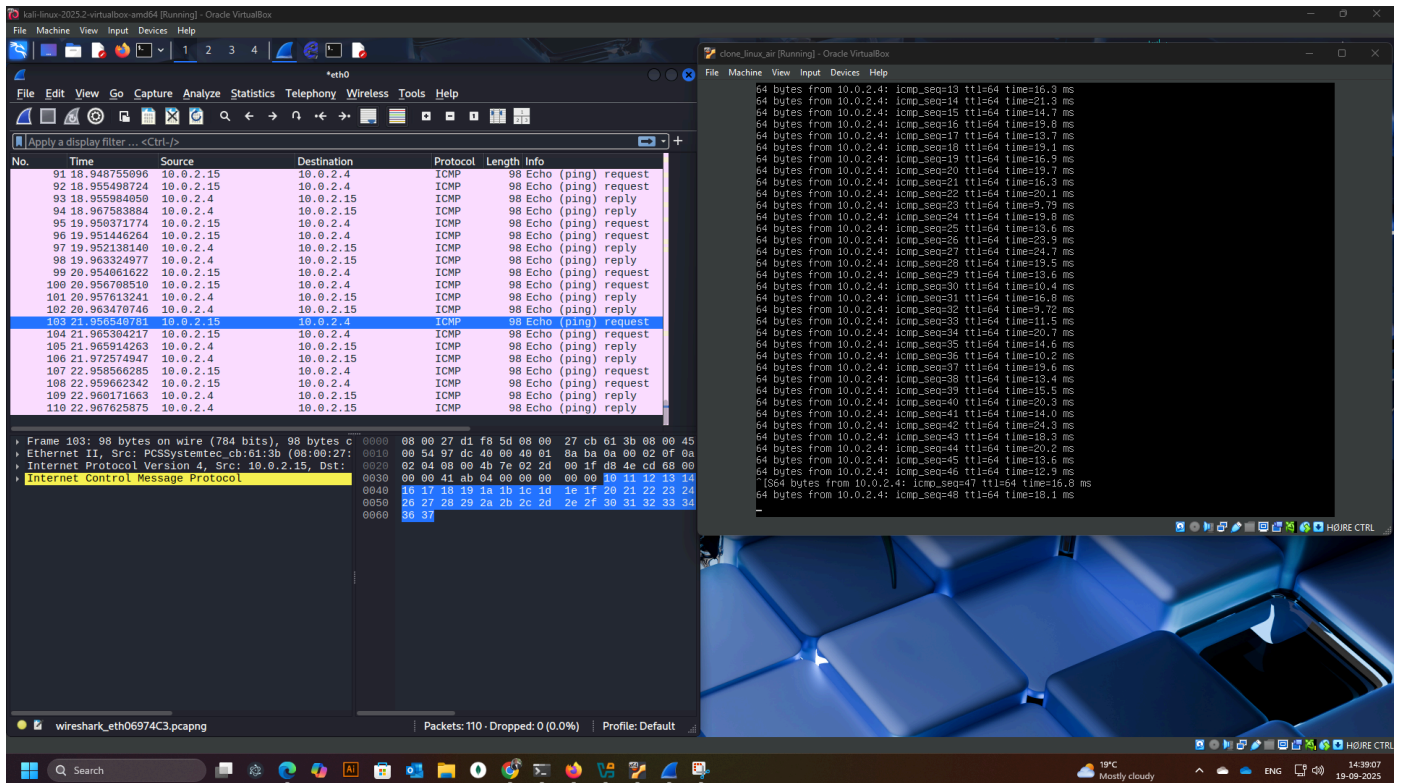 kali-linux-2025.2-virtualbox-amd64 [Running] - Oracle VirtualBox
File Machine View Input Devices Help
1 2 3 4
*eth0
File Edit View Go Capture Analyze Statistics Telephony Wireless Tools Help
Apply a display filter ... <Ctrl-/>
No. Time Source Destination Protocol Length Info
91 18.948755096 10.0.2.15 10.0.2.4 ICMP 98 Echo (ping) request
92 18.955498724 10.0.2.15 10.0.2.4 ICMP 98 Echo (ping) request
93 18.955984050 10.0.2.4 10.0.2.15 ICMP 98 Echo (ping) reply
94 18.967583884 10.0.2.4 10.0.2.15 ICMP 98 Echo (ping) reply
95 19.950371774 10.0.2.15 10.0.2.4 ICMP 98 Echo (ping) request
96 19.951446264 10.0.2.15 10.0.2.4 ICMP 98 Echo (ping) request
97 19.952138140 10.0.2.4 10.0.2.15 ICMP 98 Echo (ping) reply
98 19.963324977 10.0.2.4 10.0.2.15 ICMP 98 Echo (ping) reply
99 20.954061622 10.0.2.15 10.0.2.4 ICMP 98 Echo (ping) request
100 20.956708510 10.0.2.15 10.0.2.4 ICMP 98 Echo (ping) request
101 20.957613241 10.0.2.4 10.0.2.15 ICMP 98 Echo (ping) reply
102 20.963470746 10.0.2.4 10.0.2.15 ICMP 98 Echo (ping) reply
103 21.956540781 10.0.2.15 10.0.2.4 ICMP 98 Echo (ping) request
104 21.965304217 10.0.2.15 10.0.2.4 ICMP 98 Echo (ping) request
105 21.965914263 10.0.2.4 10.0.2.15 ICMP 98 Echo (ping) reply
106 21.972574947 10.0.2.4 10.0.2.15 ICMP 98 Echo (ping) reply
107 22.958566285 10.0.2.15 10.0.2.4 ICMP 98 Echo (ping) request
108 22.959662342 10.0.2.15 10.0.2.4 ICMP 98 Echo (ping) request
109 22.960171663 10.0.2.4 10.0.2.15 ICMP 98 Echo (ping) reply
110 22.967625875 10.0.2.4 10.0.2.15 ICMP 98 Echo (ping) reply
Frame 103: 98 bytes on wire (784 bits), 98 bytes c
Ethernet II, Src: PCSSystemtec_cb:61:3b (08:00:27:
Internet Protocol Version 4, Src: 10.0.2.15, Dst:
Internet Control Message Protocol
0000 08 00 27 d1 f8 5d 08 00 27 cb 61 3b 08 00 45
0010 00 54 97 dc 40 00 40 01 8a ba 0a 00 02 0f 0a
0020 02 04 08 00 4b 7e 02 2d 00 1f d8 4e cd 68 00
0030 00 00 41 ab 04 00 00 00 00 00 10 11 12 13 14
0040 16 17 18 19 1a 1b 1c 1d 1e 1f 20 21 22 23 24
0050 26 27 28 29 2a 2b 2c 2d 2e 2f 30 31 32 33 34
0060 36 37
wireshark_eth06974C3.pcapng Packets: 110 · Dropped: 0 (0.0%) Profile: Default
clone_linux_air [Running] - Oracle VirtualBox
File Machine View Input Devices Help
64 bytes from 10.0.2.4: icmp_seq=13 ttl=64 time=16.3 ms
64 bytes from 10.0.2.4: icmp_seq=14 ttl=64 time=21.3 ms
64 bytes from 10.0.2.4: icmp_seq=15 ttl=64 time=14.7 ms
64 bytes from 10.0.2.4: icmp_seq=16 ttl=64 time=19.8 ms
64 bytes from 10.0.2.4: icmp_seq=17 ttl=64 time=13.7 ms
64 bytes from 10.0.2.4: icmp_seq=18 ttl=64 time=19.1 ms
64 bytes from 10.0.2.4: icmp_seq=19 ttl=64 time=16.9 ms
64 bytes from 10.0.2.4: icmp_seq=20 ttl=64 time=19.7 ms
64 bytes from 10.0.2.4: icmp_seq=21 ttl=64 time=16.3 ms
64 bytes from 10.0.2.4: icmp_seq=22 ttl=64 time=20.1 ms
64 bytes from 10.0.2.4: icmp_seq=23 ttl=64 time=9.79 ms
64 bytes from 10.0.2.4: icmp_seq=24 ttl=64 time=19.8 ms
64 bytes from 10.0.2.4: icmp_seq=25 ttl=64 time=13.6 ms
64 bytes from 10.0.2.4: icmp_seq=26 ttl=64 time=23.9 ms
64 bytes from 10.0.2.4: icmp_seq=27 ttl=64 time=24.7 ms
64 bytes from 10.0.2.4: icmp_seq=28 ttl=64 time=19.5 ms
64 bytes from 10.0.2.4: icmp_seq=29 ttl=64 time=13.6 ms
64 bytes from 10.0.2.4: icmp_seq=30 ttl=64 time=10.4 ms
64 bytes from 10.0.2.4: icmp_seq=31 ttl=64 time=16.8 ms
64 bytes from 10.0.2.4: icmp_seq=32 ttl=64 time=9.72 ms
64 bytes from 10.0.2.4: icmp_seq=33 ttl=64 time=11.5 ms
64 bytes from 10.0.2.4: icmp_seq=34 ttl=64 time=20.7 ms
64 bytes from 10.0.2.4: icmp_seq=35 ttl=64 time=14.6 ms
64 bytes from 10.0.2.4: icmp_seq=36 ttl=64 time=10.2 ms
64 bytes from 10.0.2.4: icmp_seq=37 ttl=64 time=19.6 ms
64 bytes from 10.0.2.4: icmp_seq=38 ttl=64 time=13.4 ms
64 bytes from 10.0.2.4: icmp_seq=39 ttl=64 time=15.5 ms
64 bytes from 10.0.2.4: icmp_seq=40 ttl=64 time=20.3 ms
64 bytes from 10.0.2.4: icmp_seq=41 ttl=64 time=14.0 ms
64 bytes from 10.0.2.4: icmp_seq=42 ttl=64 time=24.3 ms
64 bytes from 10.0.2.4: icmp_seq=43 ttl=64 time=18.3 ms
64 bytes from 10.0.2.4: icmp_seq=44 ttl=64 time=20.2 ms
64 bytes from 10.0.2.4: icmp_seq=45 ttl=64 time=13.6 ms
64 bytes from 10.0.2.4: icmp_seq=46 ttl=64 time=12.9 ms
^[S64 bytes from 10.0.2.4: icmp_seq=47 ttl=64 time=16.8 ms
64 bytes from 10.0.2.4: icmp_seq=48 ttl=64 time=18.1 ms
HØJRE CTRL
HØJRE CTRL
Search
Ai
19°C
Mostly cloudy
ENG
14:39:07
19-09-2025